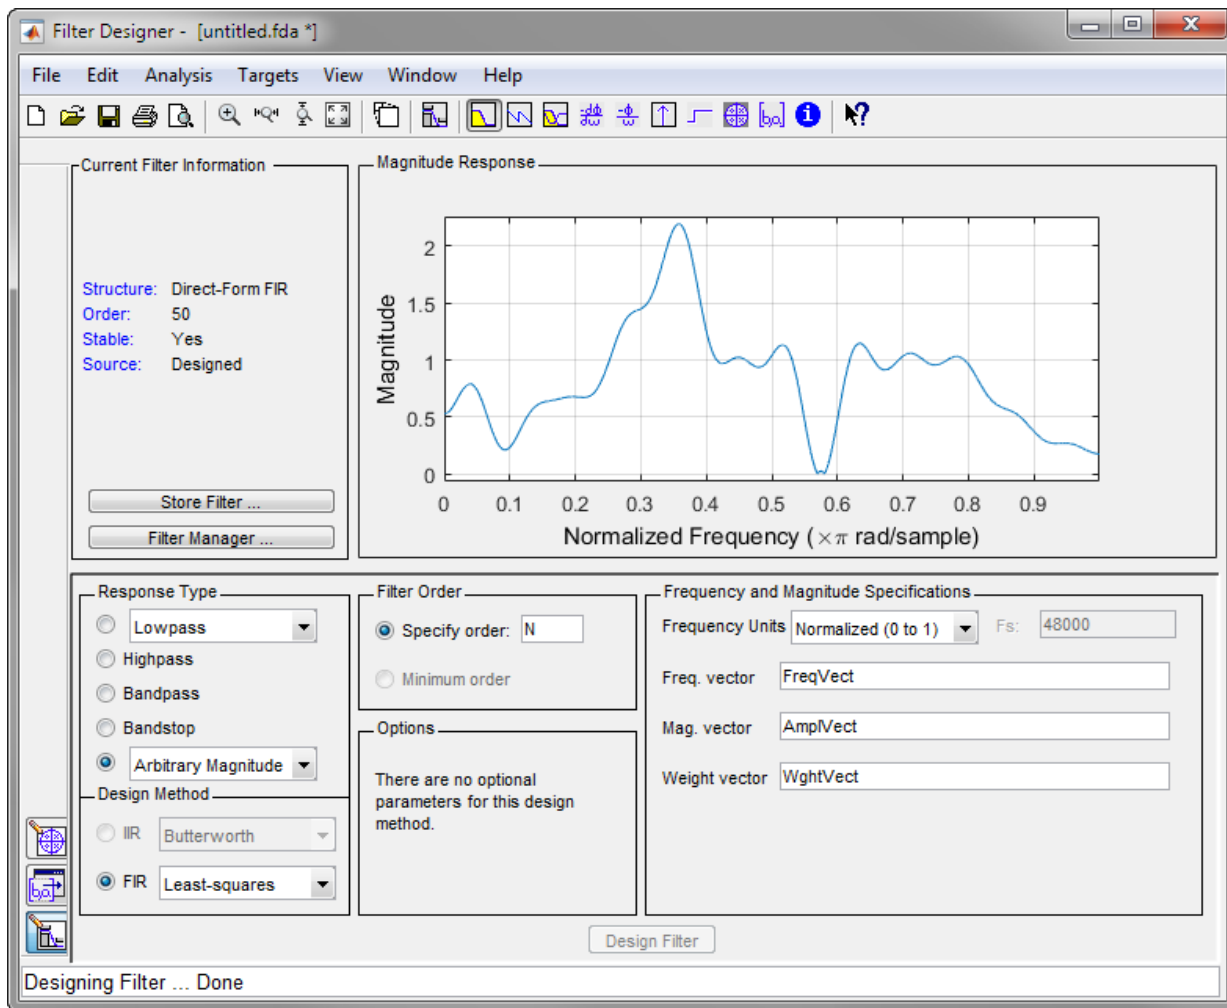 Filter Designer - [untitled.fda *]
File Edit Analysis Targets View Window Help
Current Filter Information
Structure: Direct-Form FIR
Order: 50
Stable: Yes
Source: Designed
Store Filter ...
Filter Manager ...
Magnitude Response
2
1.5
1
0.5
0
Magnitude
0 0.1 0.2 0.3 0.4 0.5 0.6 0.7 0.8 0.9
Normalized Frequency (×π rad/sample)
Response Type
Lowpass
Highpass
Bandpass
Bandstop
Arbitrary Magnitude
Design Method
IIR Butterworth
FIR Least-squares
Filter Order
Specify order: N
Minimum order
Options
There are no optional
parameters for this design
method.
Frequency and Magnitude Specifications
Frequency Units Normalized (0 to 1) Fs: 48000
Freq. vector FreqVect
Mag. vector AmplVect
Weight vector WghtVect
Design Filter
Designing Filter ... Done